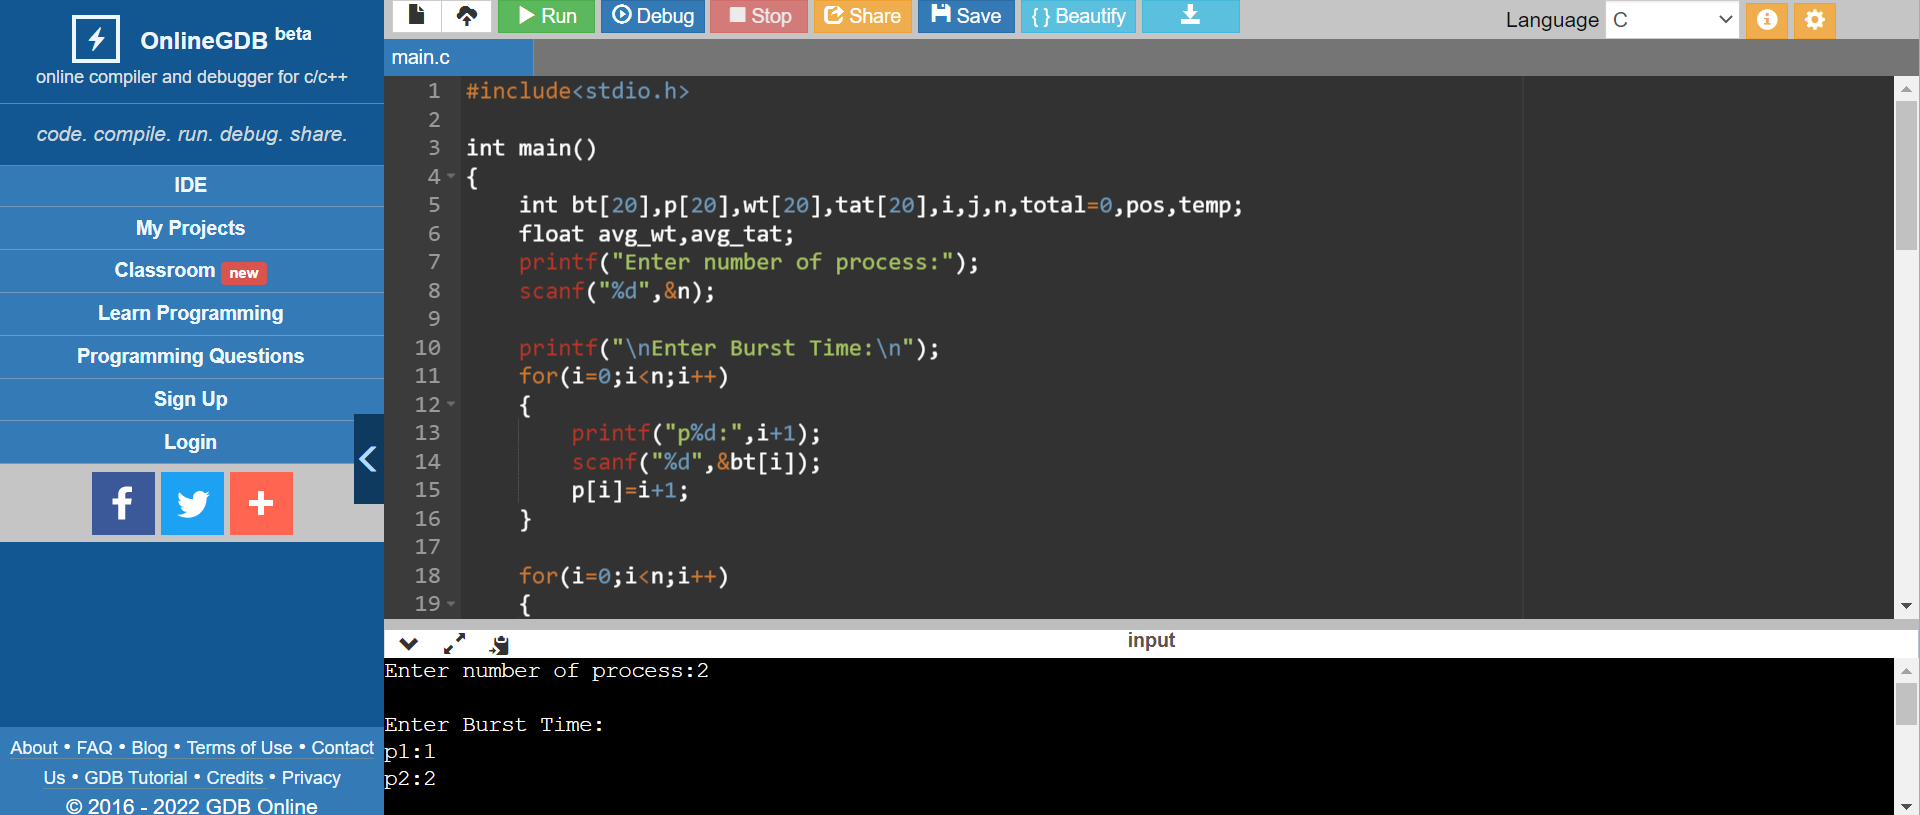 OnlineGDB beta
online compiler and debugger for c/c++
code. compile. run. debug. share.
IDE
My Projects
Classroom new
Learn Programming
Programming Questions
Sign Up
Login
About • FAQ • Blog • Terms of Use • Contact
Us • GDB Tutorial • Credits • Privacy
© 2016 - 2022 GDB Online
Run Debug Stop Share Save { } Beautify
Language C
main.c
1 #include<stdio.h>
2
3 int main()
4 {
5 int bt[20],p[20],wt[20],tat[20],i,j,n,total=0,pos,temp;
6 float avg_wt,avg_tat;
7 printf("Enter number of process:");
8 scanf("%d",&n);
9
10 printf("\nEnter Burst Time:\n");
11 for(i=0;i<n;i++)
12 {
13 printf("p%d:",i+1);
14 scanf("%d",&bt[i]);
15 p[i]=i+1;
16 }
17
18 for(i=0;i<n;i++)
19 {
input
Enter number of process:2
Enter Burst Time:
p1:1
p2:2